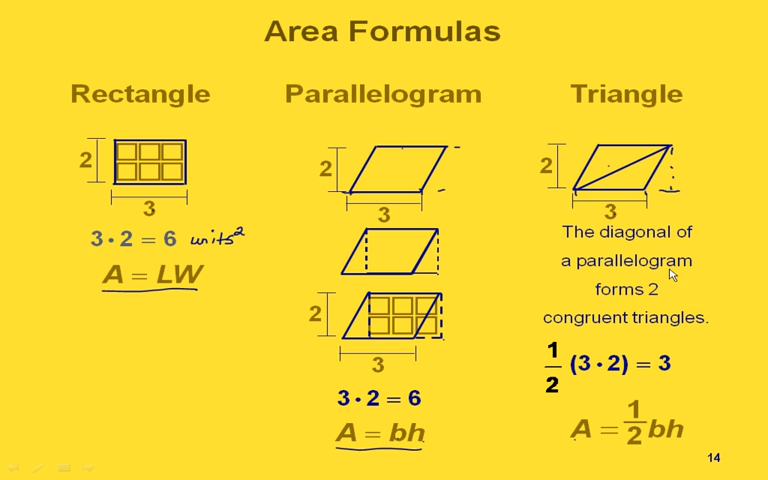 Area Formulas
Rectangle
2
3
3 · 2 = 6 units²
A = LW
Parallelogram
2
3
2
3
3 · 2 = 6
A = bh
Triangle
2
3
The diagonal of
a parallelogram
forms 2
congruent triangles.
1/2 (3 · 2) = 3
A = 1/2 bh
14